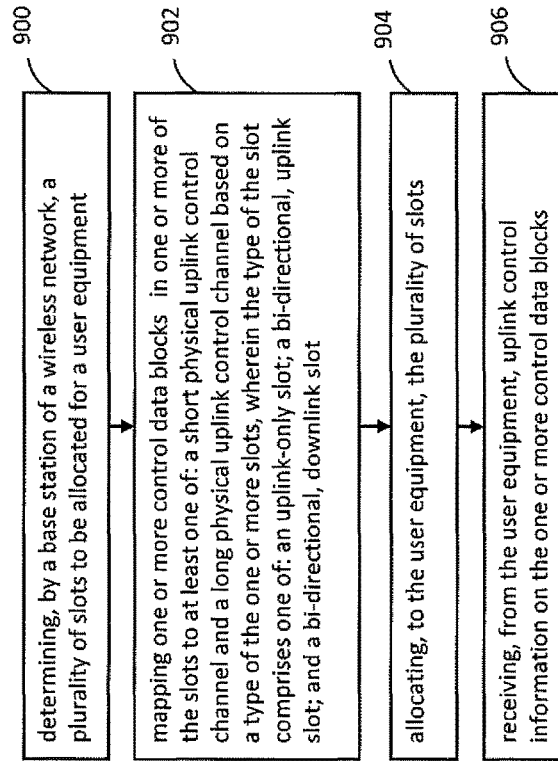 900
determining, by a base station of a wireless network, a
plurality of slots to be allocated for a user equipment
902
mapping one or more control data blocks in one or more of
the slots to at least one of: a short physical uplink control
channel and a long physical uplink control channel based on
a type of the one or more slots, wherein the type of the slot
comprises one of: an uplink-only slot; a bi-directional, uplink
slot; and a bi-directional, downlink slot
904
allocating, to the user equipment, the plurality of slots
906
receiving, from the user equipment, uplink control
information on the one or more control data blocks